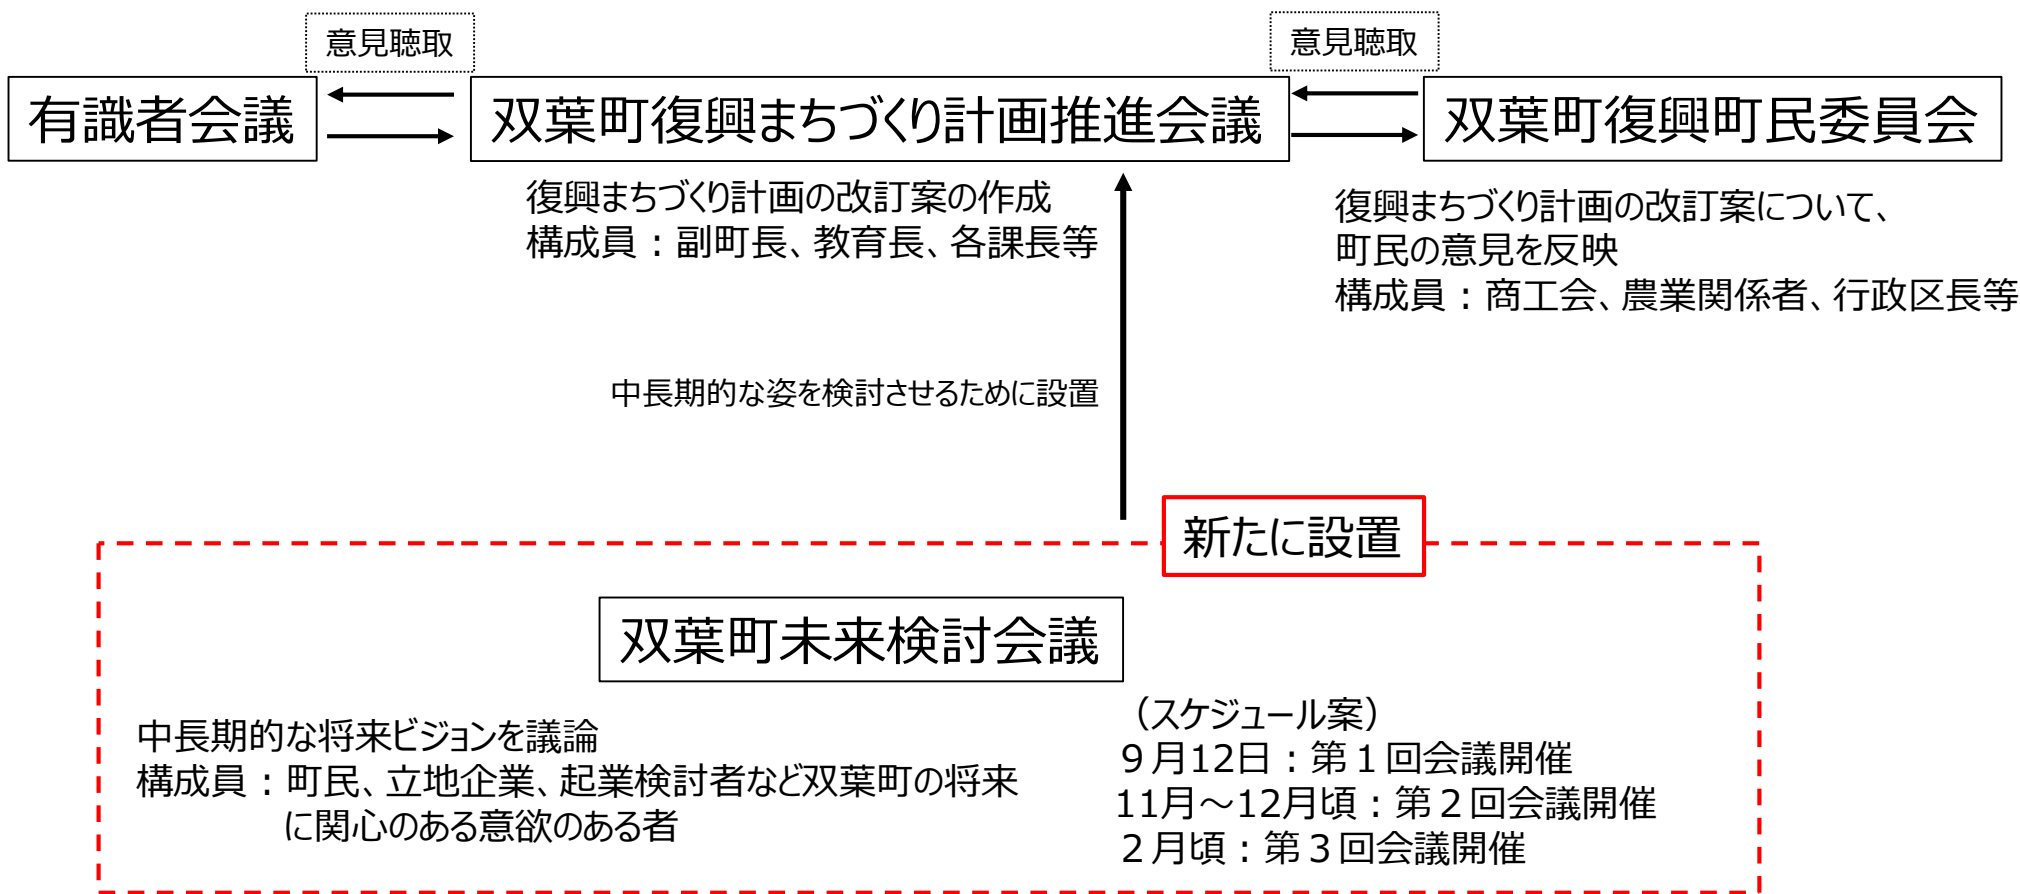 意見聴取
意見聴取
有識者会議
双葉町復興まちづくり計画推進会議
双葉町復興町民委員会
復興まちづくり計画の改訂案の作成
構成員：副町長、教育長、各課長等
復興まちづくり計画の改訂案について、
町民の意見を反映
構成員：商工会、農業関係者、行政区長等
中長期的な姿を検討させるために設置
新たに設置
双葉町未来検討会議
中長期的な将来ビジョンを議論
構成員：町民、立地企業、起業検討者など双葉町の将来
に関心のある意欲のある者
（スケジュール案）
９月12日：第１回会議開催
11月～12月頃：第２回会議開催
２月頃：第３回会議開催